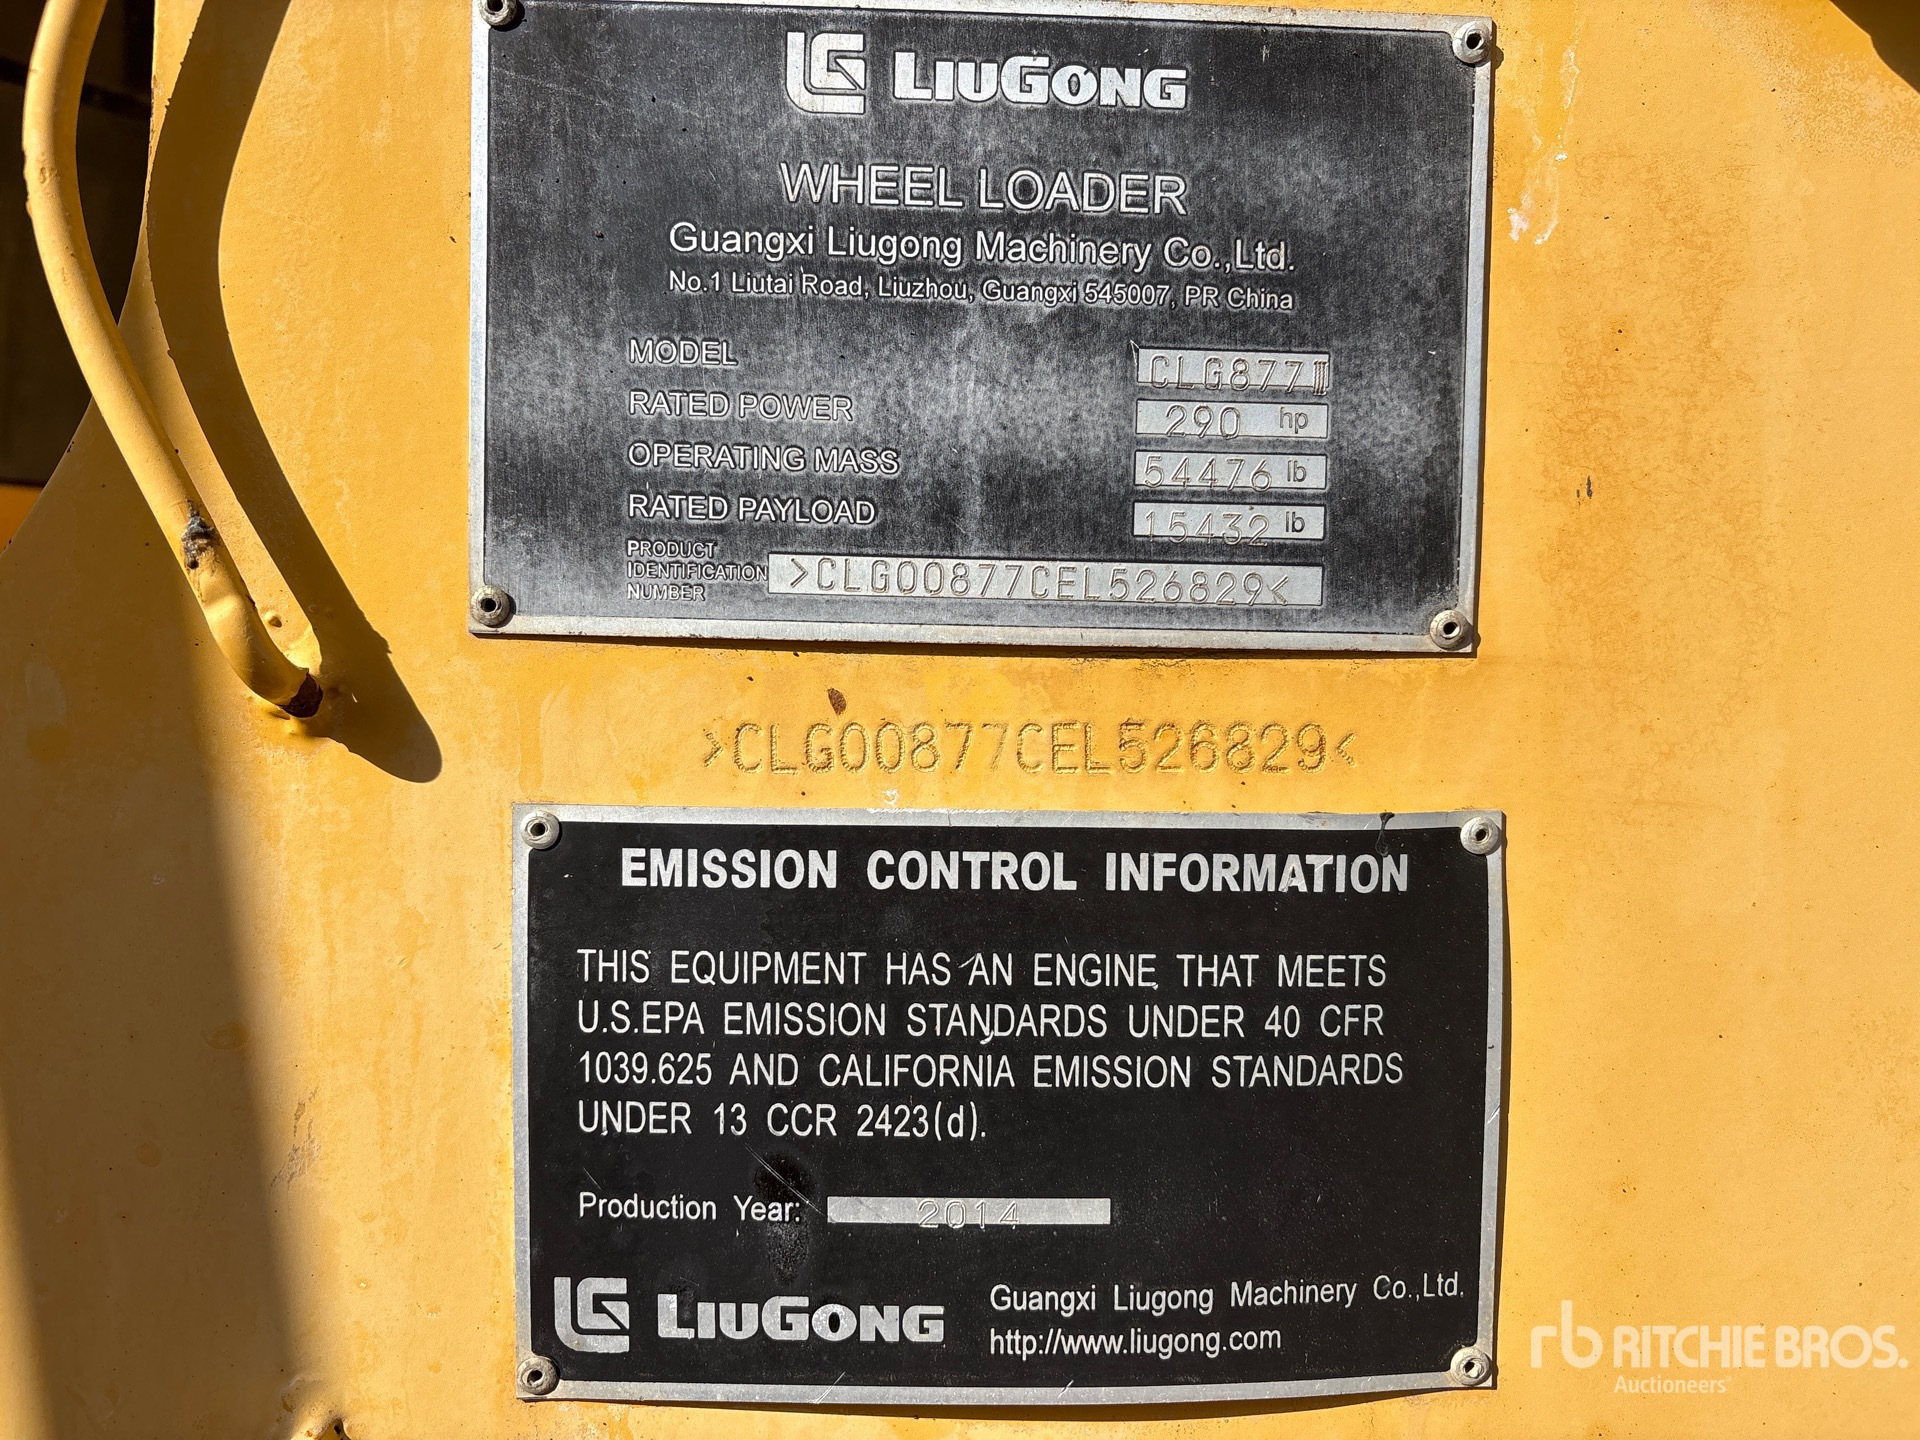 LIUGONG
WHEEL LOADER
Guangxi Liugong Machinery Co.,Ltd.
No.1 Liutai Road, Liuzhou, Guangxi 545007, PR China
MODEL CLG877III
RATED POWER 290 hp
OPERATING MASS 54476 lb
RATED PAYLOAD 15432 lb
PRODUCT
IDENTIFICATION
NUMBER
>CLG00877CEL526829<
>CLG00877CEL526829<
EMISSION CONTROL INFORMATION
THIS EQUIPMENT HAS AN ENGINE THAT MEETS
U.S.EPA EMISSION STANDARDS UNDER 40 CFR
1039.625 AND CALIFORNIA EMISSION STANDARDS
UNDER 13 CCR 2423(d).
Production Year: 2014
LIUGONG
Guangxi Liugong Machinery Co.,Ltd.
http://www.liugong.com
rb RITCHIE BROS.
Auctioneers